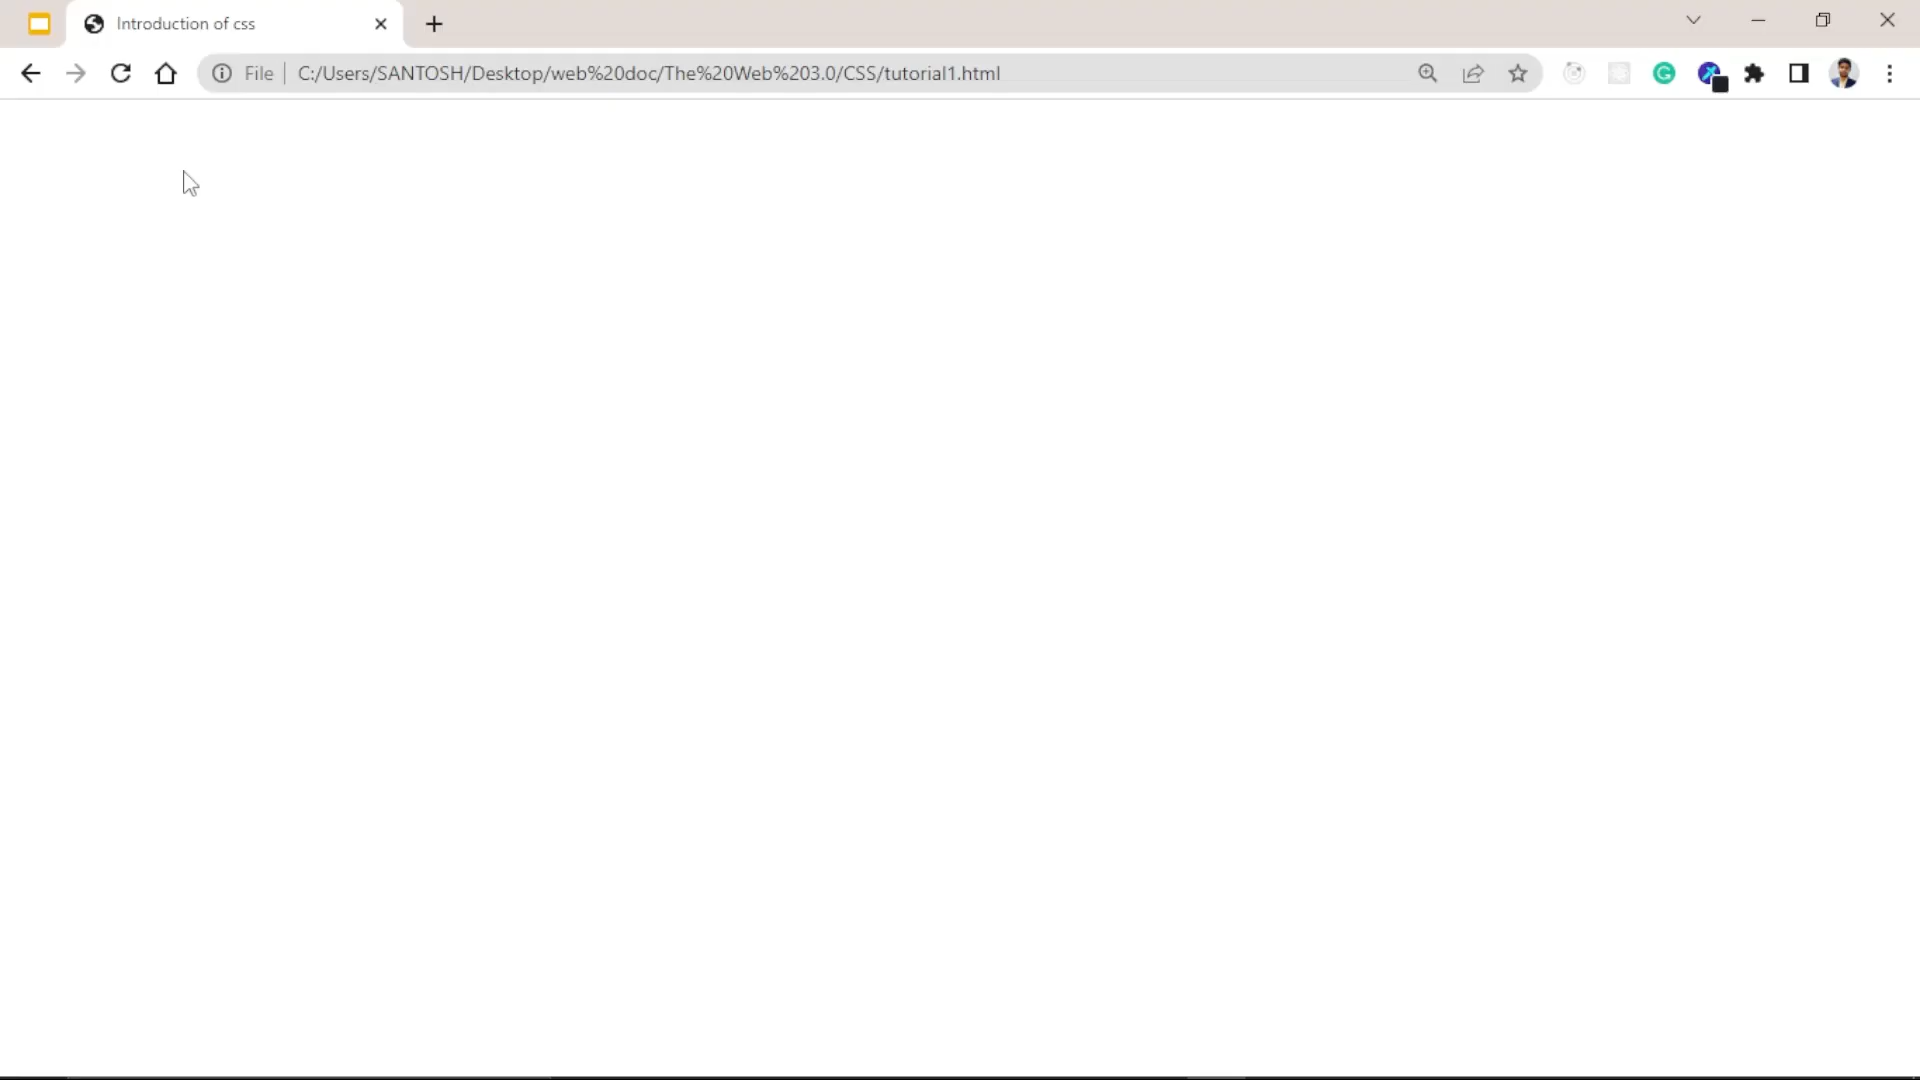 Introduction of css
File C:/Users/SANTOSH/Desktop/web%20doc/The%20Web%203.0/CSS/tutorial1.html